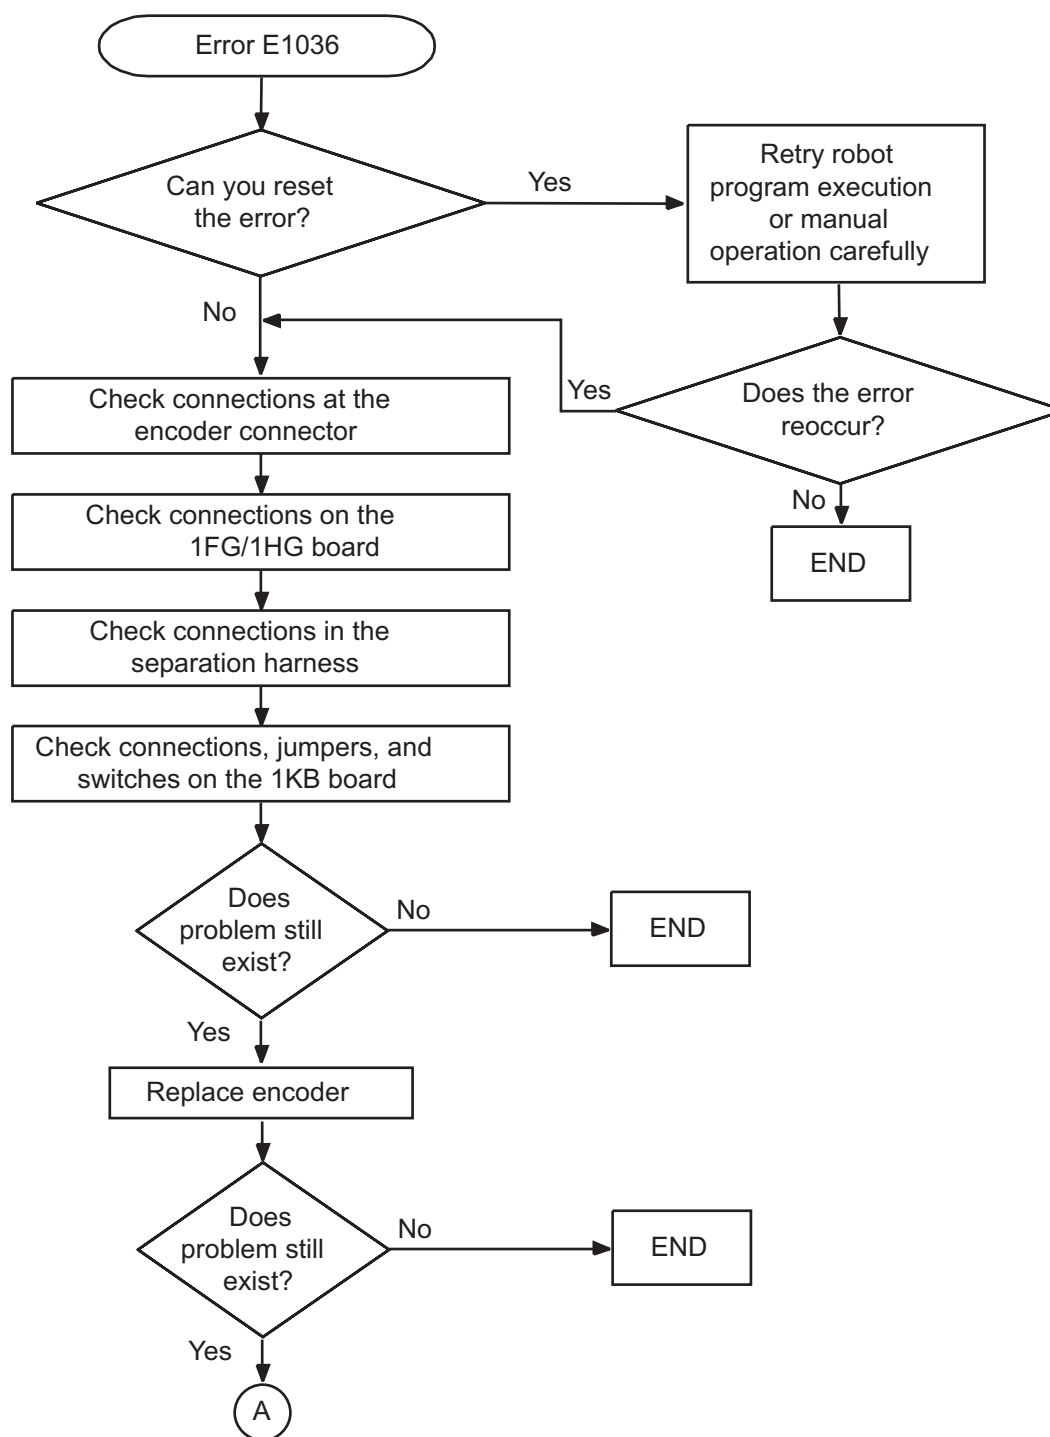 Error E1036
Can you reset
the error?
Yes
Retry robot
program execution
or manual
operation carefully
No
Does the error
reoccur?
Yes
No
END
Check connections at the
encoder connector
Check connections on the
1FG/1HG board
Check connections in the
separation harness
Check connections, jumpers, and
switches on the 1KB board
Does
problem still
exist?
No
END
Yes
Replace encoder
Does
problem still
exist?
No
END
Yes
A